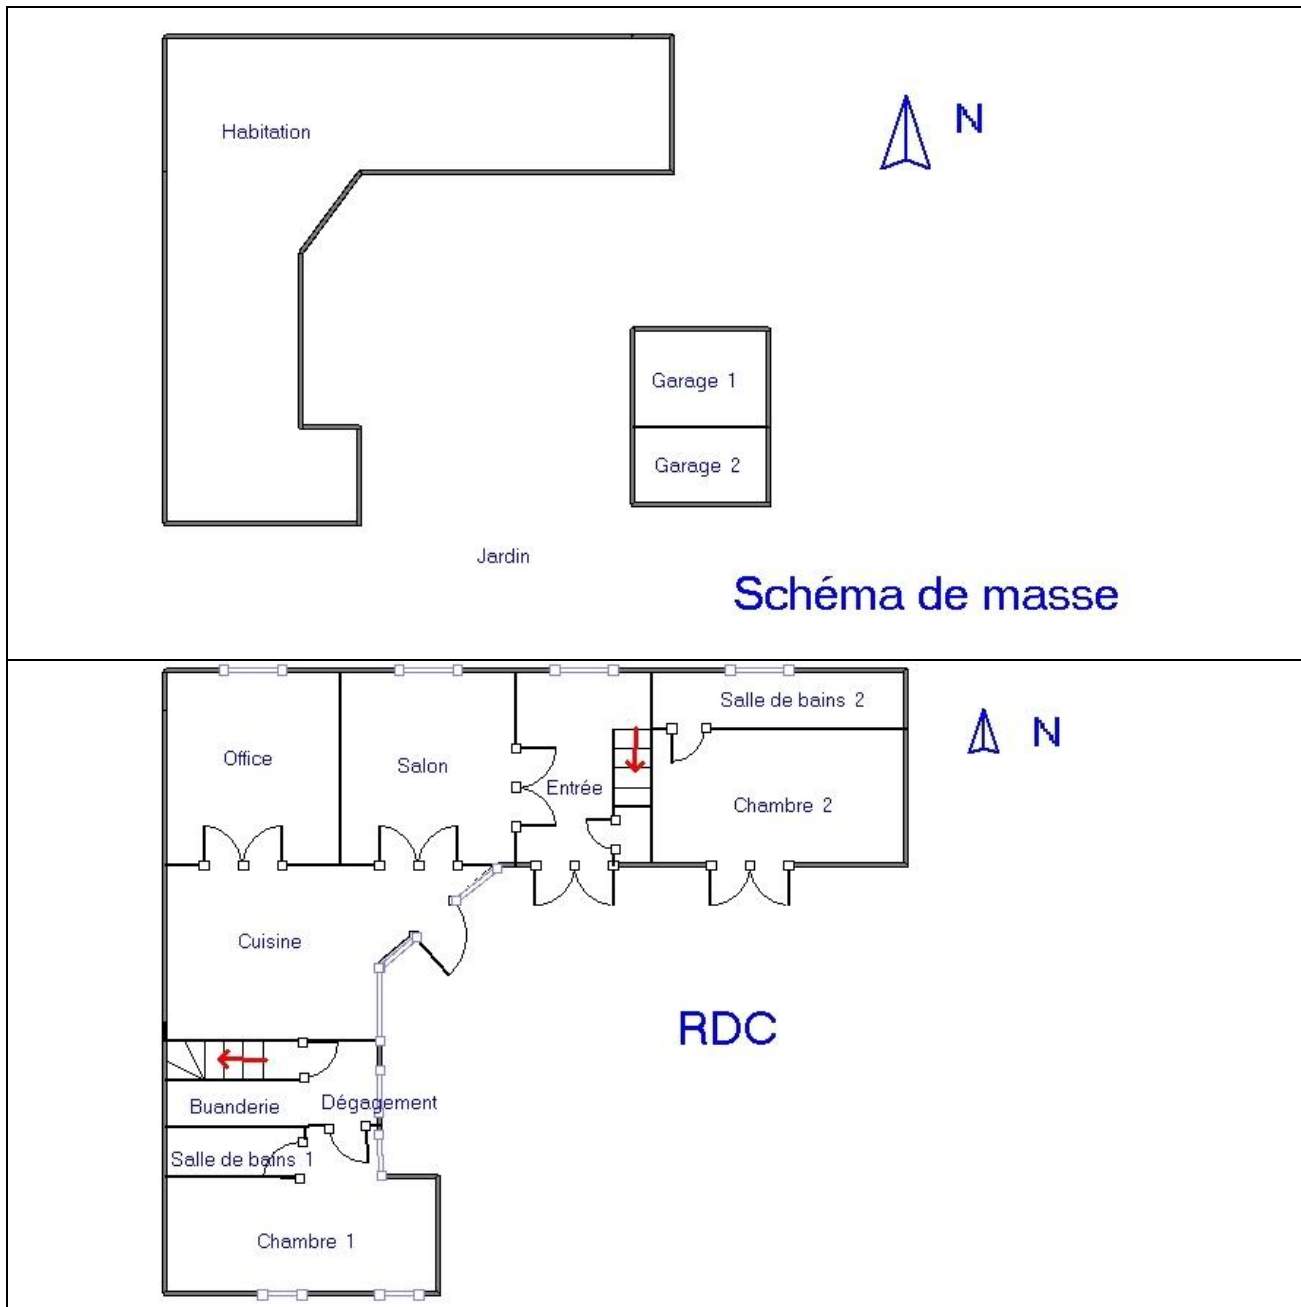 N
Habitation
Garage 1
Garage 2
Jardin
Schéma de masse
Salle de bains 2
N
Office
Salon
Entrée
Chambre 2
Cuisine
RDC
Buanderie
Dégagement
Salle de bains 1
Chambre 1